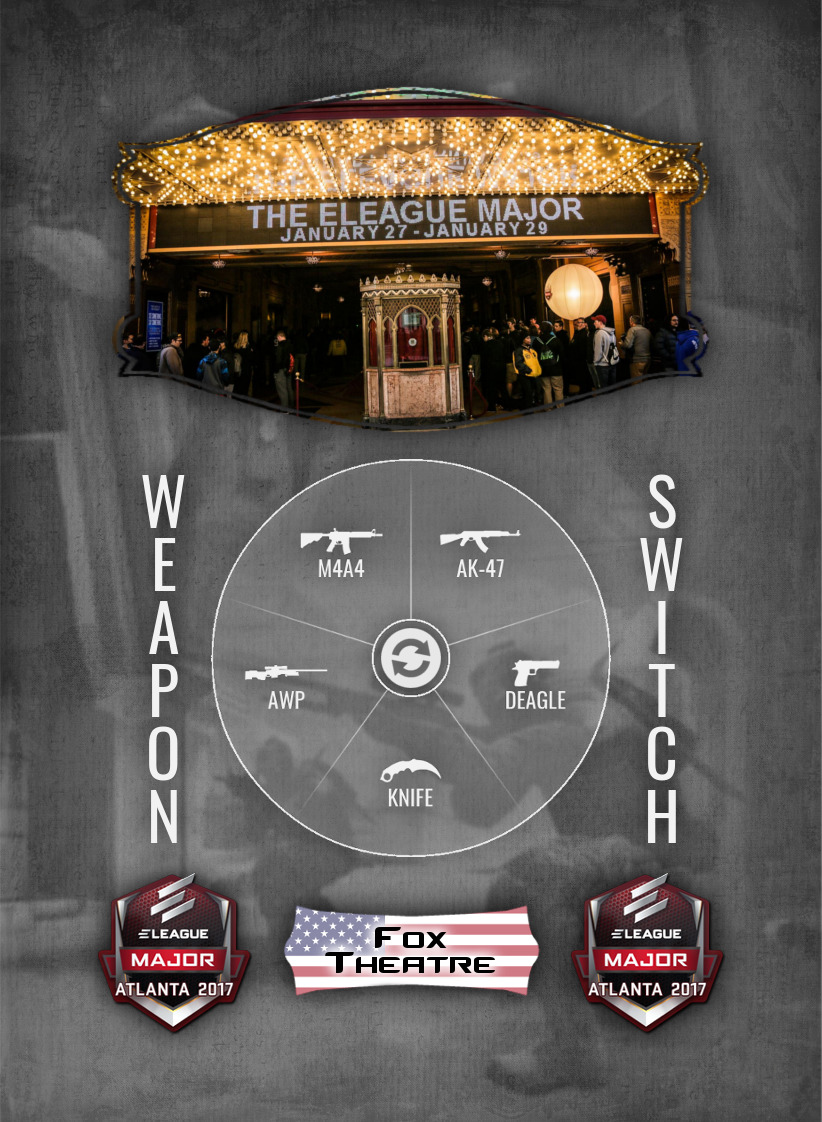 THE ELEAGUE MAJOR
JANUARY 27 - JANUARY 29
WEAPON
SWITCH
M4A4
AK-47
AWP
DEAGLE
KNIFE
ELEAGUE
MAJOR
ATLANTA 2017
FOX
THEATRE
ELEAGUE
MAJOR
ATLANTA 2017